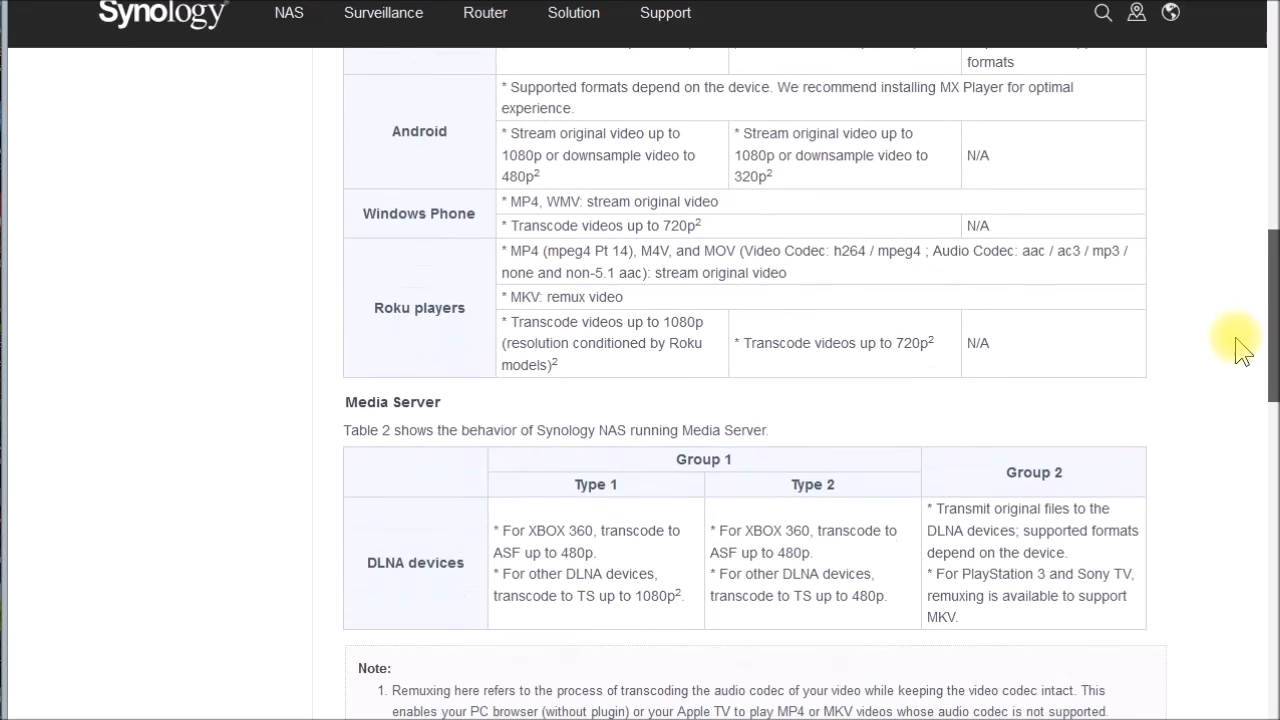 Synology
NAS
Surveillance
Router
Solution
Support
formats
Android
* Supported formats depend on the device. We recommend installing MX Player for optimal
experience.
* Stream original video up to
1080p or downsample video to
480p2
* Stream original video up to
1080p or downsample video to
320p2
N/A
Windows Phone
* MP4, WMV: stream original video
* Transcode videos up to 720p2
N/A
Roku players
* MP4 (mpeg4 Pt 14), M4V, and MOV (Video Codec: h264 / mpeg4 ; Audio Codec: aac / ac3 / mp3 /
none and non-5.1 aac): stream original video
* MKV: remux video
* Transcode videos up to 1080p
(resolution conditioned by Roku
models)2
* Transcode videos up to 720p2
N/A
Media Server
Table 2 shows the behavior of Synology NAS running Media Server.
Group 1
Group 2
Type 1
Type 2
DLNA devices
* For XBOX 360, transcode to
ASF up to 480p.
* For other DLNA devices,
transcode to TS up to 1080p2.
* For XBOX 360, transcode to
ASF up to 480p.
* For other DLNA devices,
transcode to TS up to 480p.
* Transmit original files to the
DLNA devices; supported formats
depend on the device.
* For PlayStation 3 and Sony TV,
remuxing is available to support
MKV.
Note:
1. Remuxing here refers to the process of transcoding the audio codec of your video while keeping the video codec intact. This
enables your PC browser (without plugin) or your Apple TV to play MP4 or MKV videos whose audio codec is not supported.